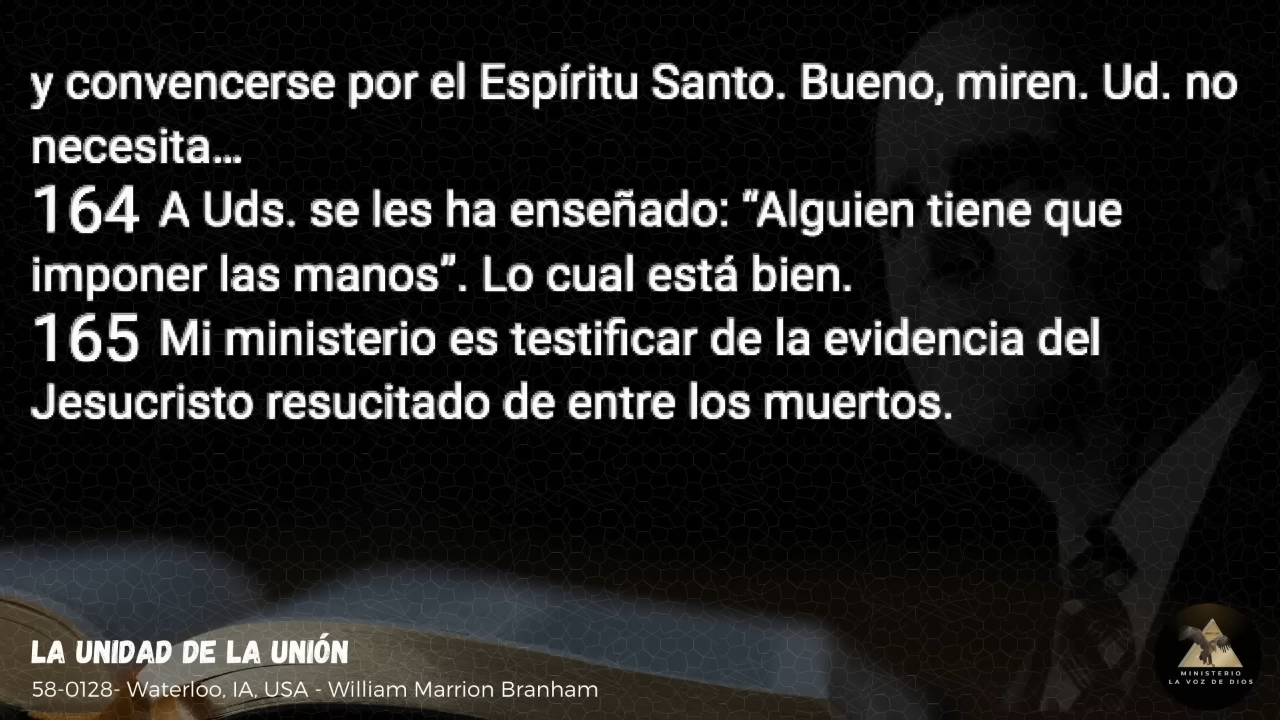 y convencerse por el Espíritu Santo. Bueno, miren. Ud. no
necesita...
164 A Uds. se les ha enseñado: “Alguien tiene que
imponer las manos”. Lo cual está bien.
165 Mi ministerio es testificar de la evidencia del
Jesucristo resucitado de entre los muertos.
LA UNIDAD DE LA UNIÓN
58-0128- Waterloo, IA, USA - William Marrion Branham
MINISTERIO
LA VOZ DE DIOS